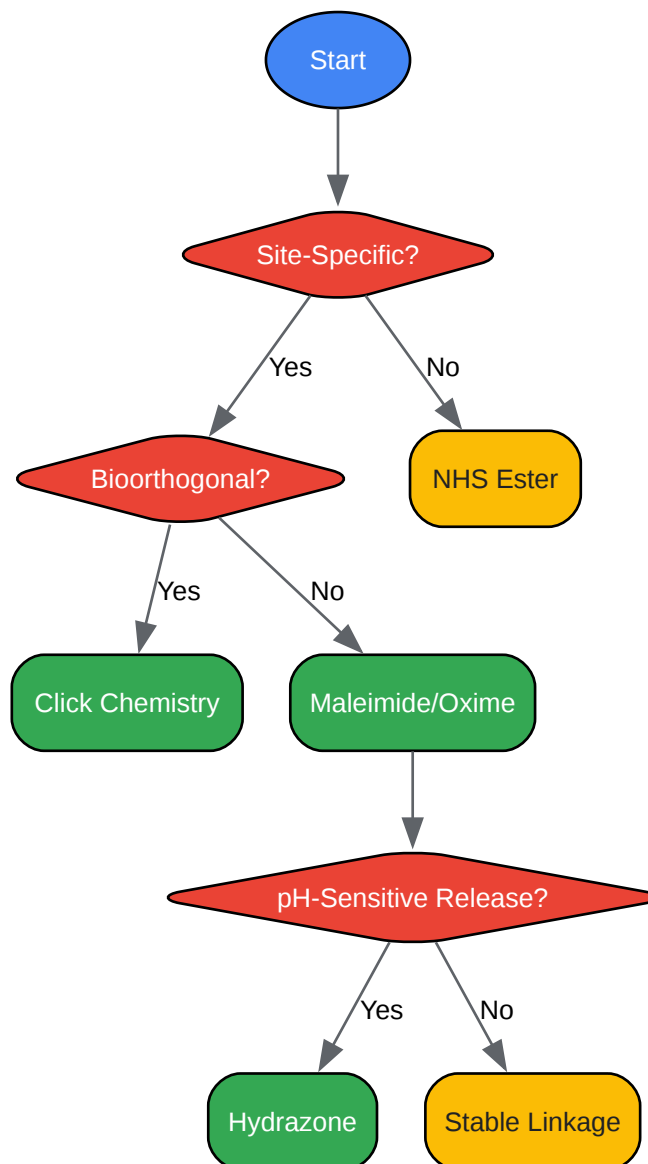 Start
Site-Specific?
Yes
No
Bioorthogonal?
NHS Ester
Yes
No
Click Chemistry
Maleimide/Oxime
pH-Sensitive Release?
Yes
No
Hydrazone
Stable Linkage